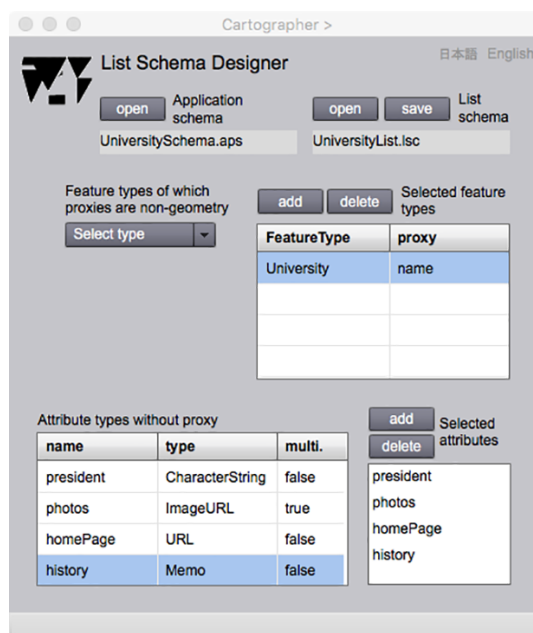 Cartographer >
日本語 English
List Schema Designer
open Application schema
open save List schema
UniversitySchema.aps
UniversityList.lsc
Feature types of which
proxies are non-geometry
add delete Selected feature types
Select type
FeatureType proxy
University name
Attribute types without proxy
add
delete
Selected
attributes
name type multi.
president CharacterString false
photos ImageURL true
homePage URL false
history Memo false
president
photos
homePage
history